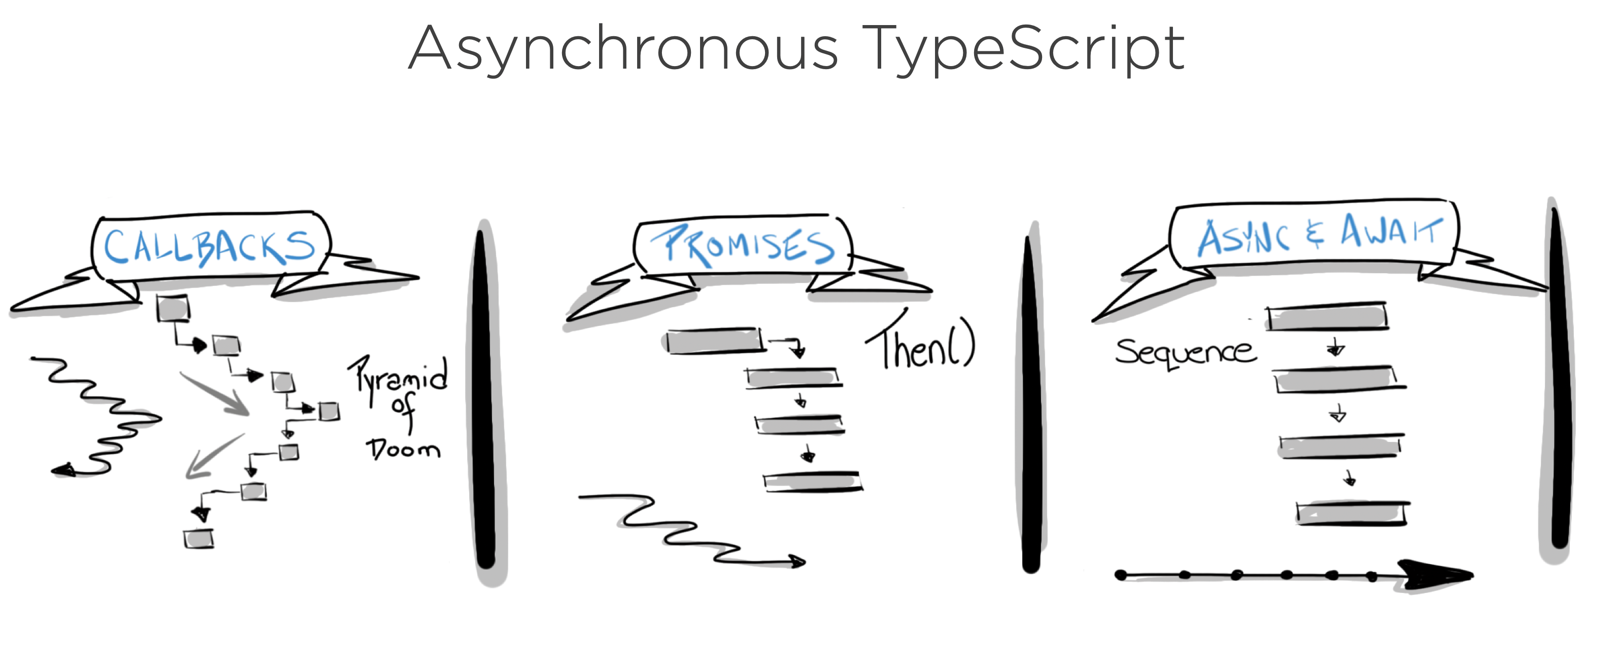 Asynchronous TypeScript
CALLBACKS
Pyramid
of
Doom
PROMISES
Then()
ASYNC & AWAIT
Sequence